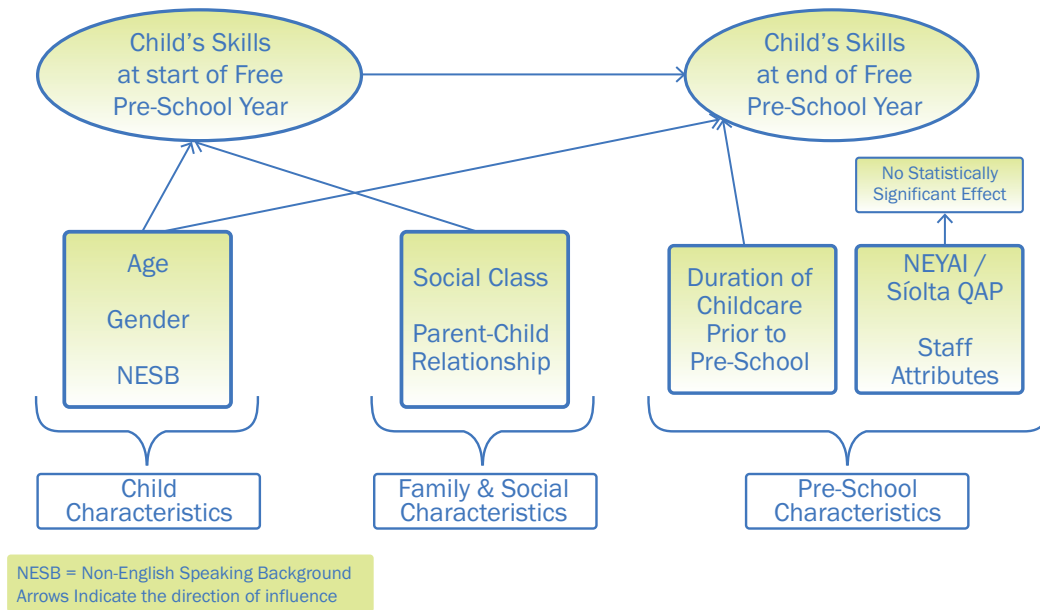 Child's Skills
at start of Free
Pre-School Year
Child's Skills
at end of Free
Pre-School Year
No Statistically
Significant Effect
Age
Gender
NESB
Social Class
Parent-Child
Relationship
Duration of
Childcare
Prior to
Pre-School
NEYAI /
Síolta QAP
Staff
Attributes
Child
Characteristics
Family & Social
Characteristics
Pre-School
Characteristics
NESB = Non-English Speaking Background
Arrows Indicate the direction of influence